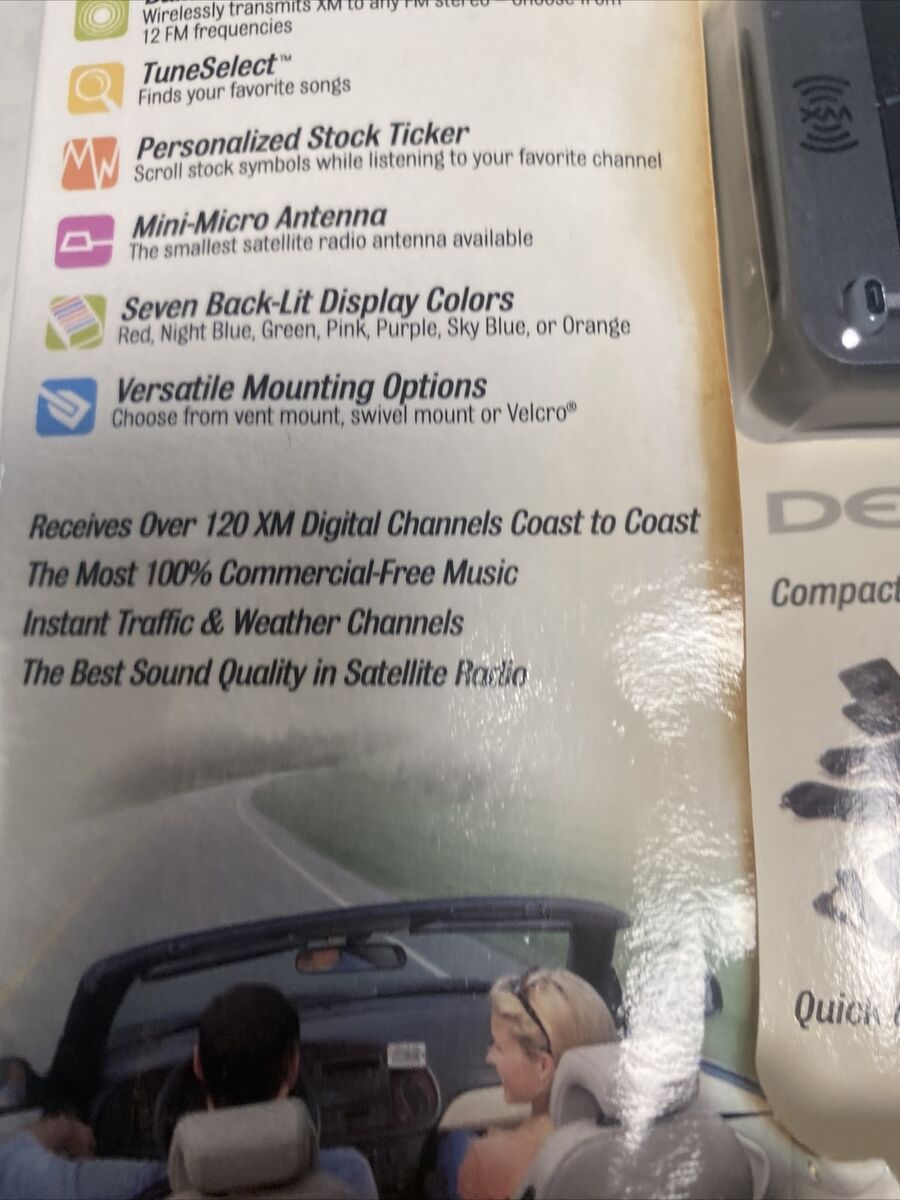 Wirelessly transmits XM to any FM stereo – choose from
12 FM frequencies
TuneSelect™
Finds your favorite songs
Personalized Stock Ticker
Scroll stock symbols while listening to your favorite channel
Mini-Micro Antenna
The smallest satellite radio antenna available
Seven Back-Lit Display Colors
Red, Night Blue, Green, Pink, Purple, Sky Blue, or Orange
Versatile Mounting Options
Choose from vent mount, swivel mount or Velcro®
Receives Over 120 XM Digital Channels Coast to Coast
The Most 100% Commercial-Free Music
Instant Traffic & Weather Channels
The Best Sound Quality in Satellite Radio
XM
DE
Compact
Quick